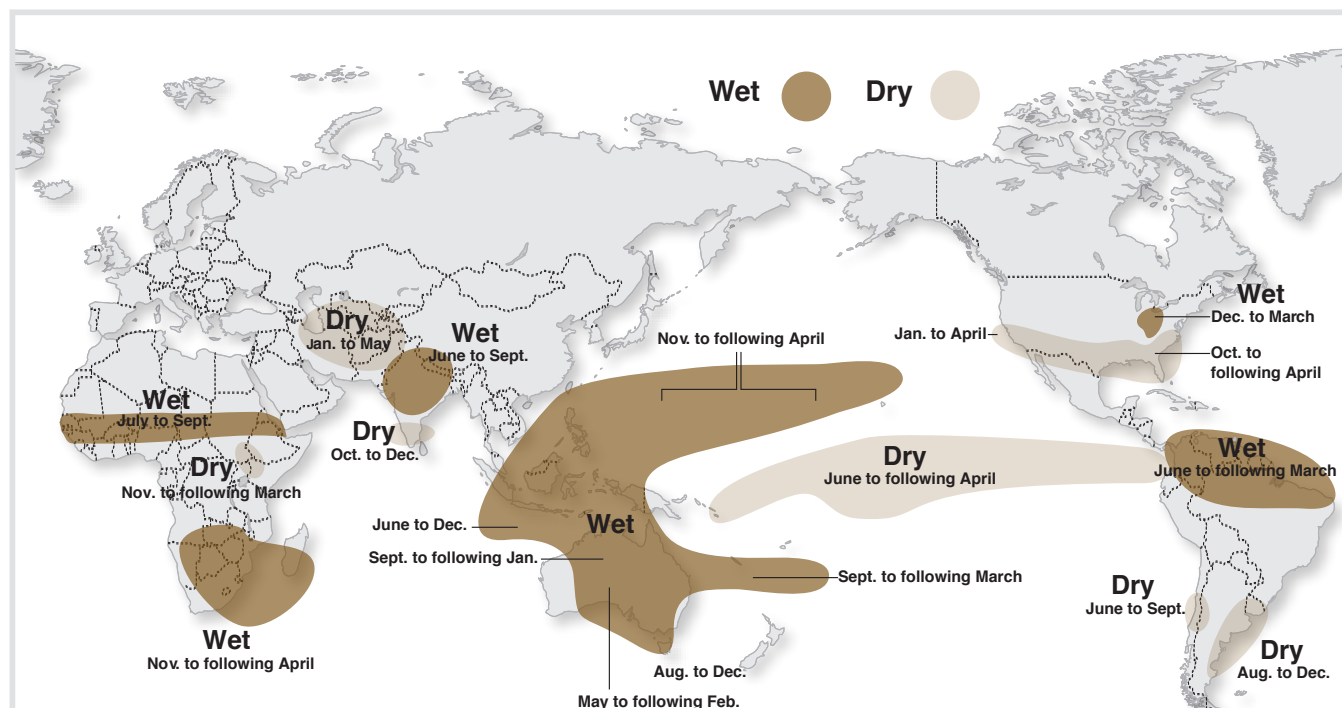 Wet
Dry
Wet
Dec. to March
Dry
Jan. to May
Wet
June to Sept.
Nov. to following April
Jan. to April
Oct. to
following April
Wet
July to Sept.
Dry
Oct. to Dec.
Dry
Nov. to following March
Dry
June to following April
Wet
June to following March
June to Dec.
Wet
Sept. to following Jan.
Sept. to following March
Dry
June to Sept.
Wet
Nov. to following April
Aug. to Dec.
Dry
Aug. to Dec.
May to following Feb.